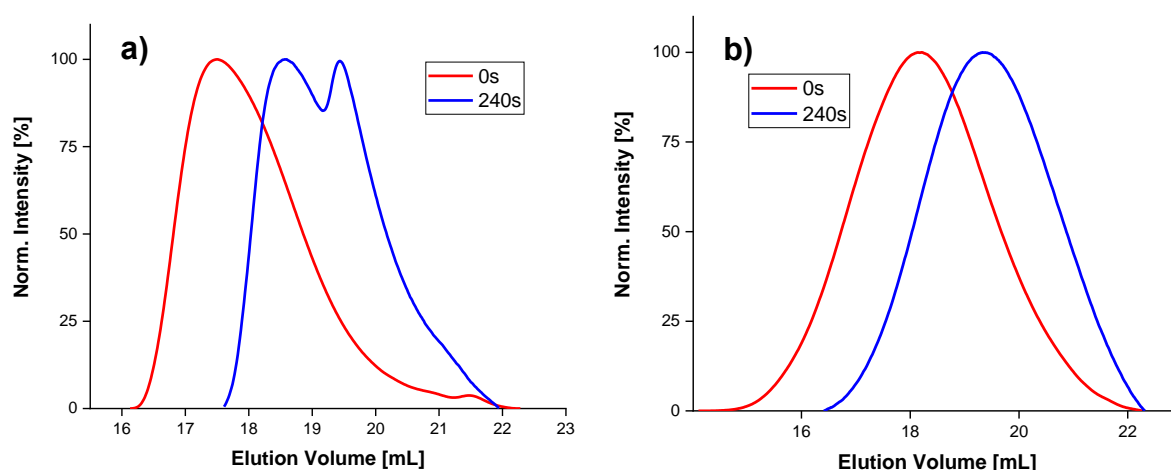 a)
0s
240s
Norm. Intensity [%]
100
75
50
25
0
16 17 18 19 20 21 22 23
Elution Volume [mL]
b)
0s
240s
Norm. Intensity [%]
100
75
50
25
0
16 18 20 22
Elution Volume [mL]